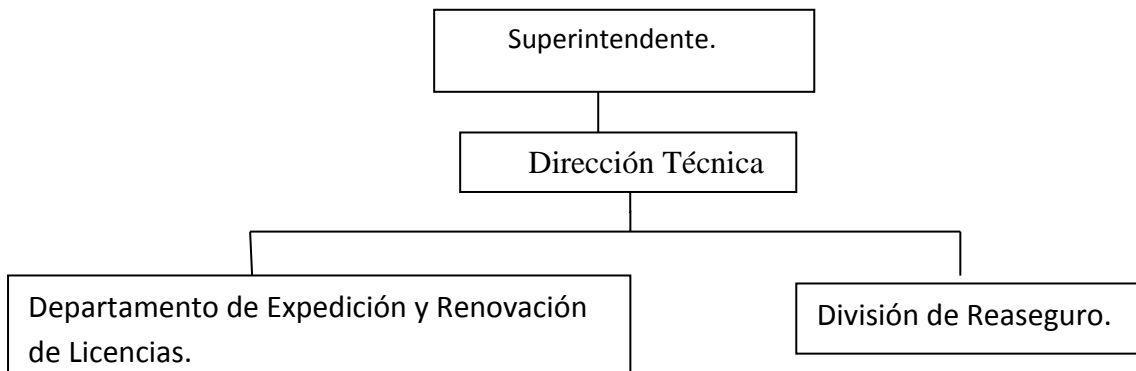 Superintendente.
Dirección Técnica
Departamento de Expedición y Renovación
de Licencias.
División de Reaseguro.